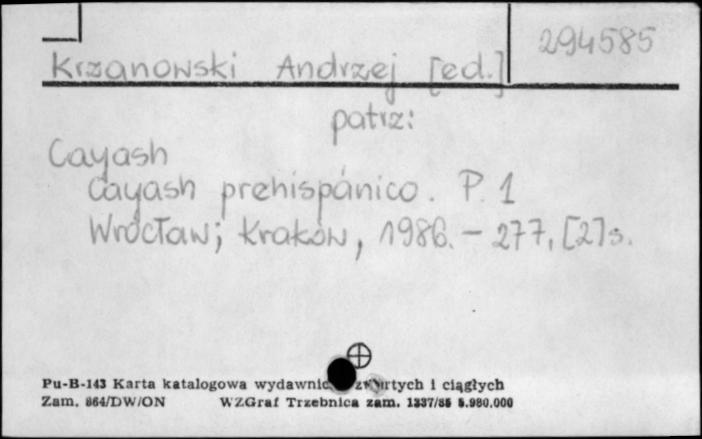 294585
Krzanowski Andrzej [ed.]
patrz:
Cayash
Cayash prehispánico. P. 1
Wrocław; Kraków, 1986. - 277, [2] s.
Pu-B-143 Karta katalogowa wydawnictw zwartych i ciągłych
Zam. 864/DW/ON WZGraf Trzebnica zam. 1337/85 5.980.000